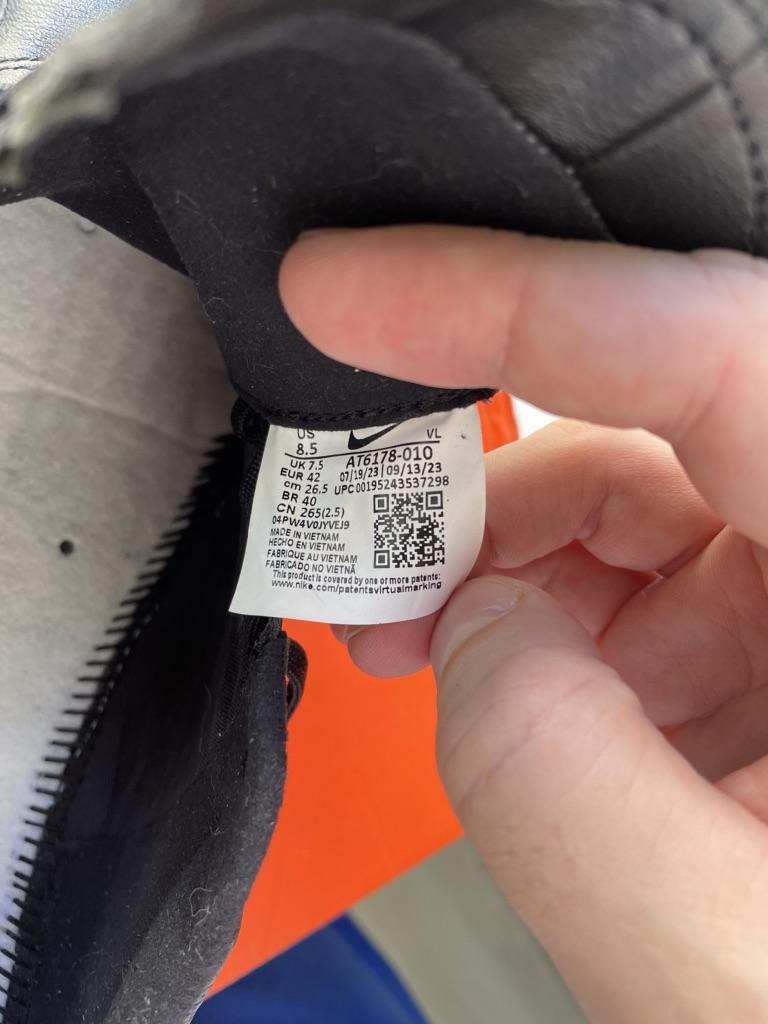 US VL
8.5
UK 7.5 AT6178-010
EUR 42 07/19/23 | 09/13/23
cm 26.5 UPC 00195243537298
BR 40
CN 265(2.5)
04PW4V0JYVEJ9
MADE IN VIETNAM
HECHO EN VIETNAM
FABRIQUE AU VIETNAM
FABRICADO NO VIETNÃ
This product is covered by one or more patents:
www.nike.com/patentsvirtualmarking